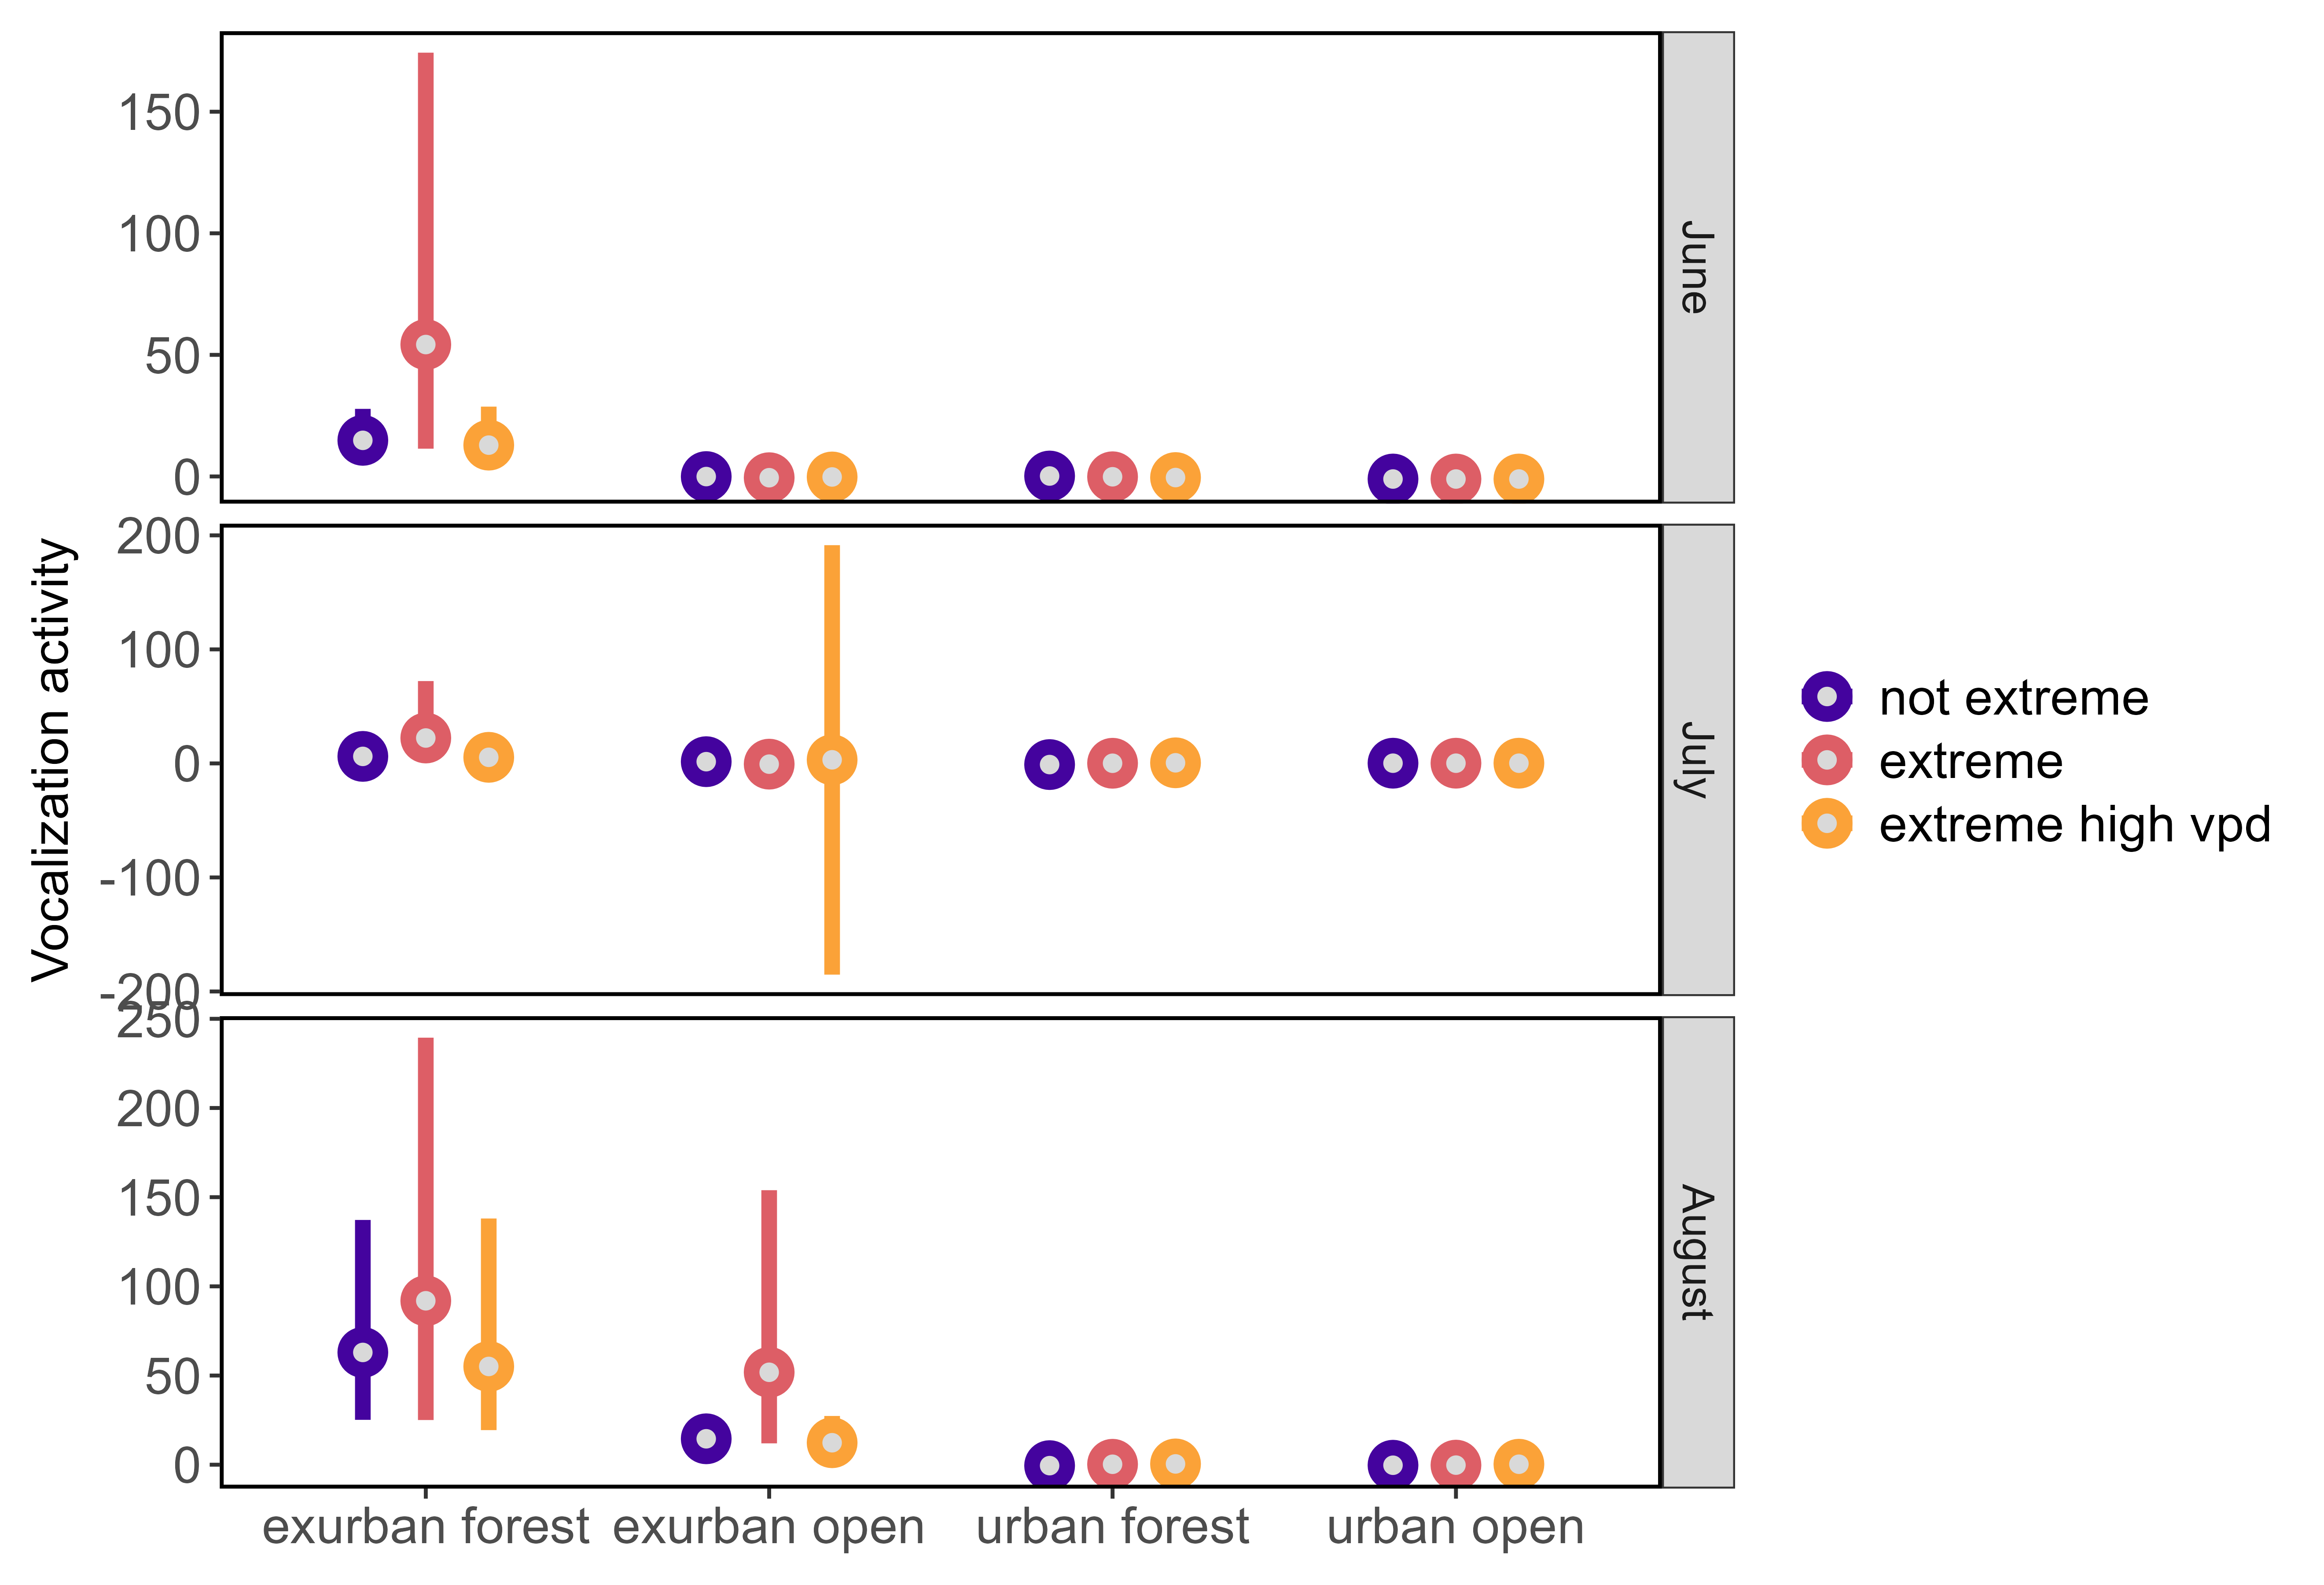 150
100
50
0
June
Vocalization activity
200
100
0
-100
-200
July
not extreme
extreme
extreme high vpd
250
200
150
100
50
0
August
exurban forest exurban open urban forest urban open